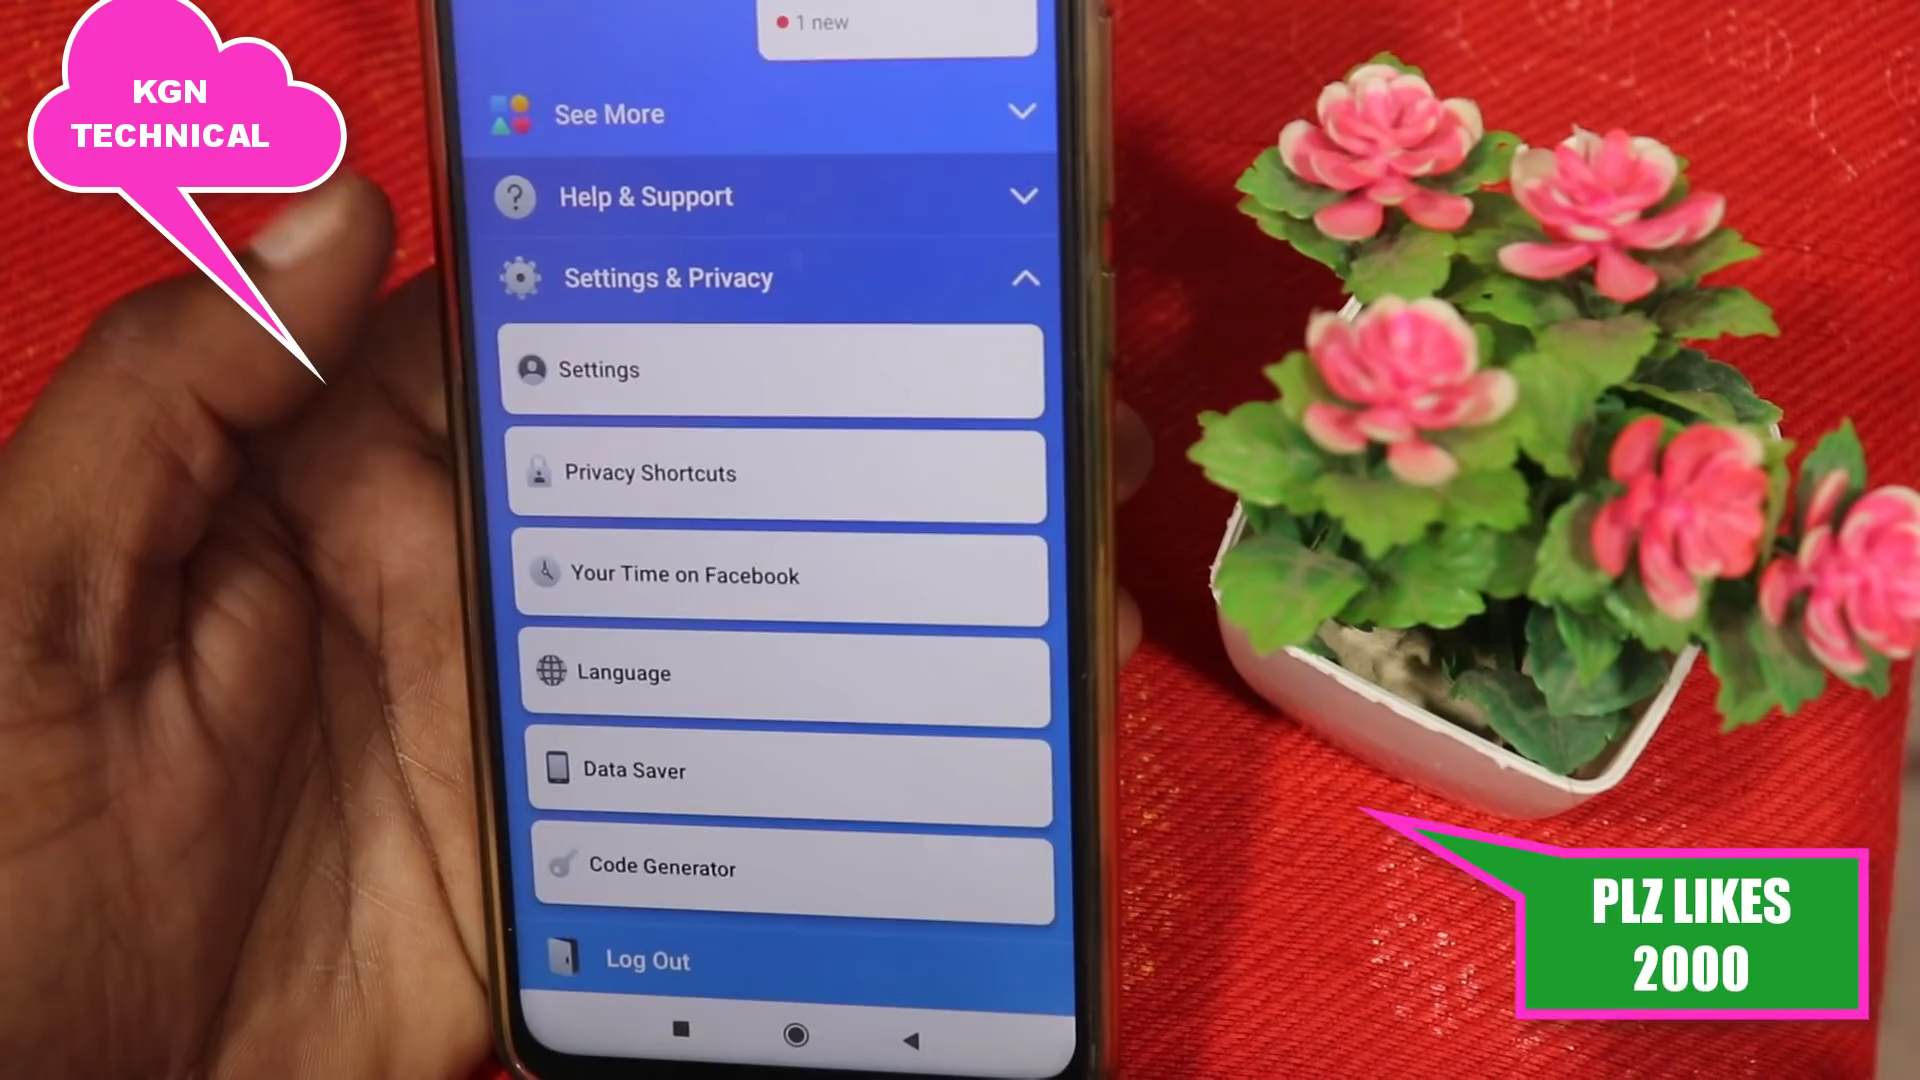 1 new
KGN
TECHNICAL
See More
Help & Support
Settings & Privacy
Settings
Privacy Shortcuts
Your Time on Facebook
Language
Data Saver
Code Generator
Log Out
PLZ LIKES
2000